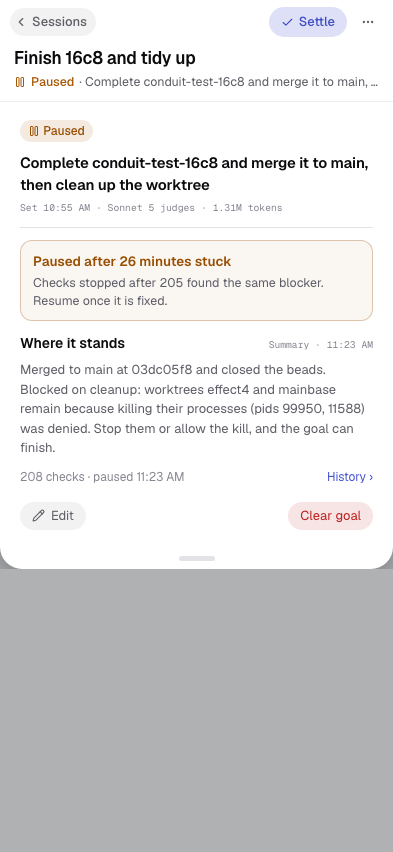 Sessions
Settle
Finish 16c8 and tidy up
Paused · Complete conduit-test-16c8 and merge it to main, …
Paused
Complete conduit-test-16c8 and merge it to main,
then clean up the worktree
Set 10:55 AM · Sonnet 5 judges · 1.31M tokens
Paused after 26 minutes stuck
Checks stopped after 205 found the same blocker.
Resume once it is fixed.
Where it stands
Summary · 11:23 AM
Merged to main at 03dc05f8 and closed the beads.
Blocked on cleanup: worktrees effect4 and mainbase
remain because killing their processes (pids 99950, 11588)
was denied. Stop them or allow the kill, and the goal can
finish.
208 checks · paused 11:23 AM
History ›
Edit
Clear goal